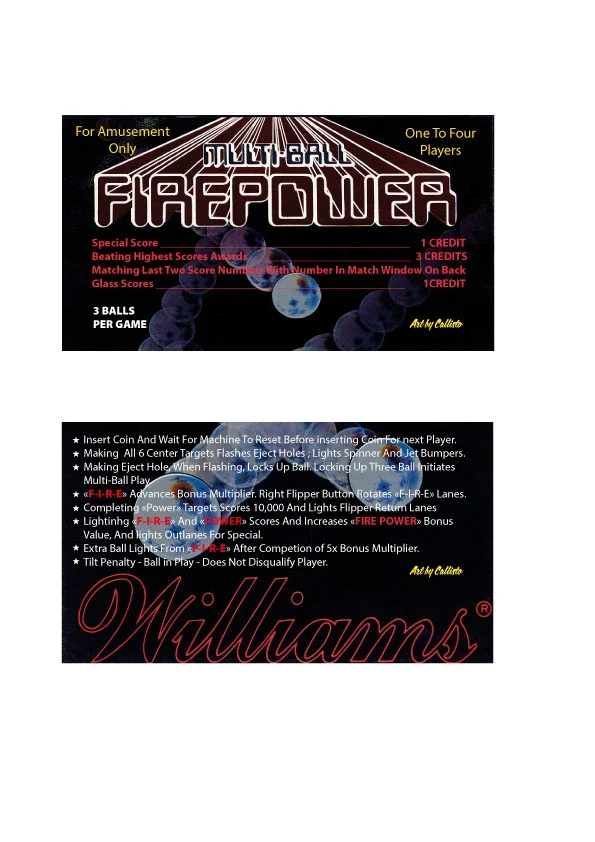 For Amusement
Only
One To Four
Players
MULTI-BALL
FIREPOWER
Special Score 1 CREDIT
Beating Highest Scores Awards 3 CREDITS
Matching Last Two Score Numbers With Number In Match Window On Back
Glass Scores 1CREDIT
3 BALLS
PER GAME
Art by Callisto
★ Insert Coin And Wait For Machine To Reset Before inserting Coin For next Player.
★ Making All 6 Center Targets Flashes Eject Holes ; Lights Spinner And Jet Bumpers.
★ Making Eject Hole, When Flashing, Locks Up Ball. Locking Up Three Ball Initiates
Multi-Ball Play.
★ «F-I-R-E» Advances Bonus Multiplier. Right Flipper Button Rotates «F-I-R-E» Lanes.
★ Completing «Power» Targets Scores 10,000 And Lights Flipper Return Lanes
★ Lightinhg «F-I-R-E» And «POWER» Scores And Increases «FIRE POWER» Bonus
Value, And lights Outlanes For Special.
★ Extra Ball Lights From «F-I-R-E» After Competion of 5x Bonus Multiplier.
★ Tilt Penalty - Ball in Play - Does Not Disqualify Player.
Art by Callisto
Williams®